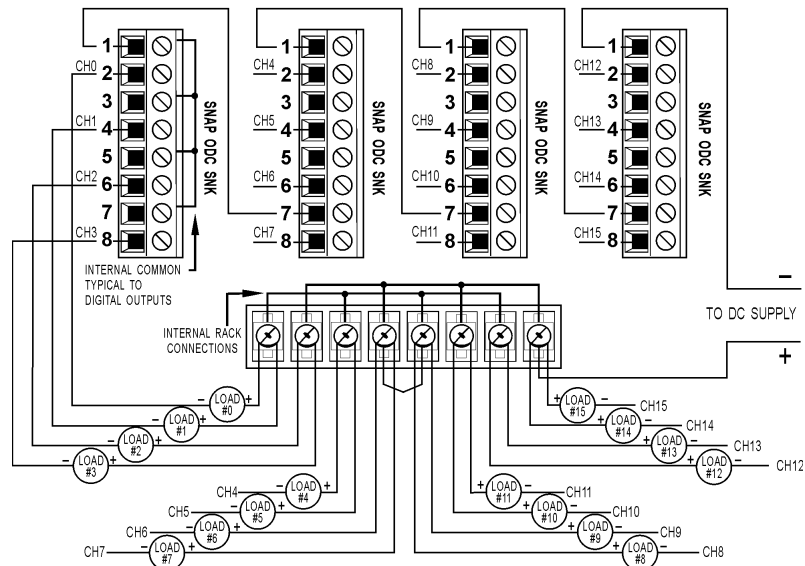 1
CH0 2
3
CH1 4
5
CH2 6
7
CH3 8
SNAP ODC SNK
1
CH4 2
3
CH5 4
5
CH6 6
7
CH7 8
SNAP ODC SNK
1
CH8 2
3
CH9 4
5
CH10 6
7
CH11 8
SNAP ODC SNK
1
CH12 2
3
CH13 4
5
CH14 6
7
CH15 8
SNAP ODC SNK
INTERNAL COMMON
TYPICAL TO
DIGITAL OUTPUTS
INTERNAL RACK
CONNECTIONS
−
TO DC SUPPLY
+
− LOAD #0 +
− LOAD #1 +
− LOAD #2 +
− LOAD #3 +
CH4 − LOAD #4 +
CH5 − LOAD #5 +
CH6 − LOAD #6 +
CH7 − LOAD #7 +
+ LOAD #15 − CH15
+ LOAD #14 − CH14
+ LOAD #13 − CH13
+ LOAD #12 − CH12
+ LOAD #11 − CH11
+ LOAD #10 − CH10
+ LOAD #9 − CH9
+ LOAD #8 − CH8